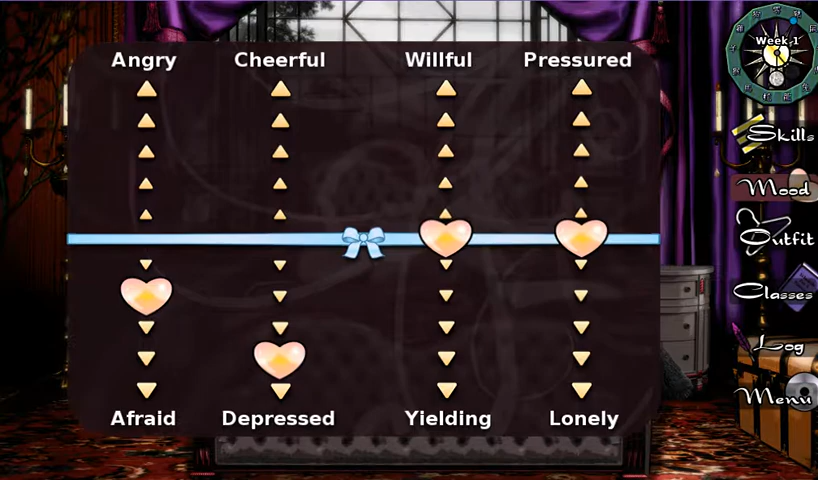 Angry Cheerful Willful Pressured
Week 1
Skills
Mood
Outfit
Classes
Log
Menu
Afraid Depressed Yielding Lonely